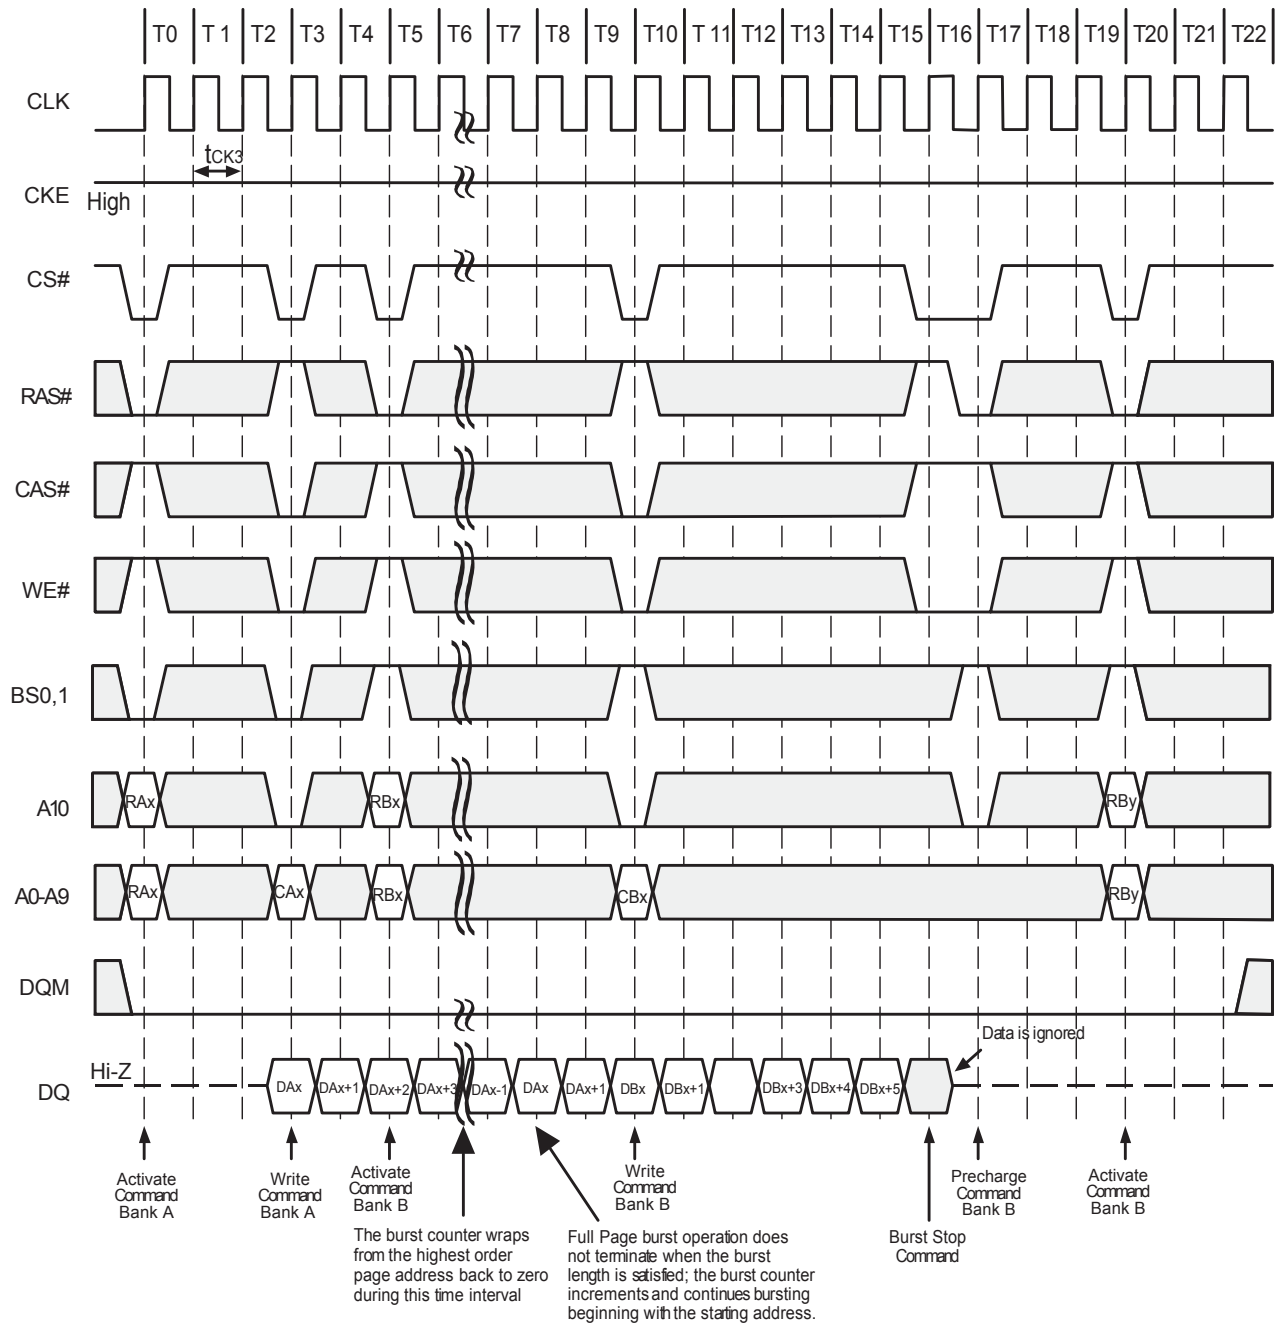 T0 T 1 T2 T3 T4 T5 T6 T7 T8 T9 T10 T 11 T12 T13 T14 T15 T16 T17 T18 T19 T20 T21 T22
CLK
tCK3
CKE High
CS#
RAS#
CAS#
WE#
BS0,1
A10 RAx RBx RBy
A0-A9 RAx CAx RBx CBx RBy
DQM
Data is ignored
Hi-Z
DQ DAx DAx+1 DAx+2 DAx+3 DAx-1 DAx DAx+1 DBx DBx+1 DBx+3 DBx+4 DBx+5
Activate
Command
Bank A
Write
Command
Bank A
Activate
Command
Bank B
The burst counter wraps
from the highest order
page address back to zero
during this time interval
Full Page burst operation does
not terminate when the burst
length is satisfied; the burst counter
increments and continues bursting
beginning with the starting address.
Write
Command
Bank B
Burst Stop
Command
Precharge
Command
Bank B
Activate
Command
Bank B